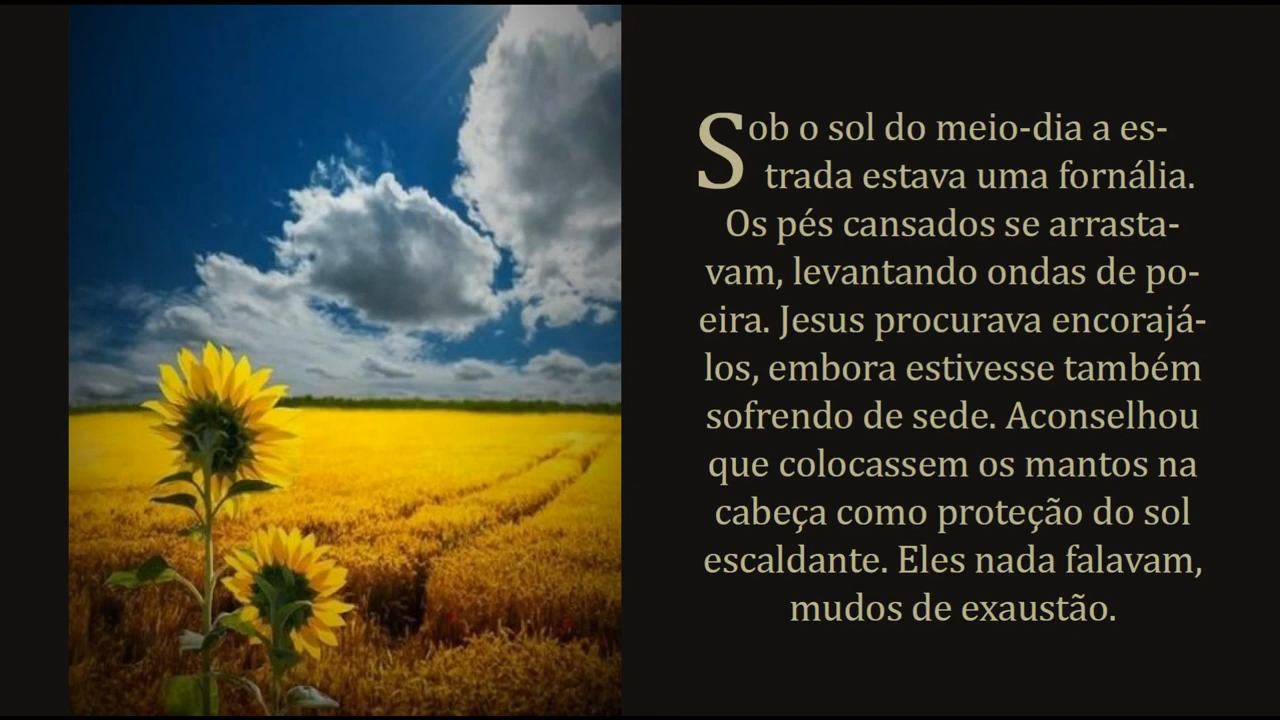 Sob o sol do meio-dia a es-
trada estava uma fornália.
Os pés cansados se arrasta-
vam, levantando ondas de po-
eira. Jesus procurava encorajá-
los, embora estivesse também
sofrendo de sede. Aconselhou
que colocassem os mantos na
cabeça como proteção do sol
escaldante. Eles nada falavam,
mudos de exaustão.